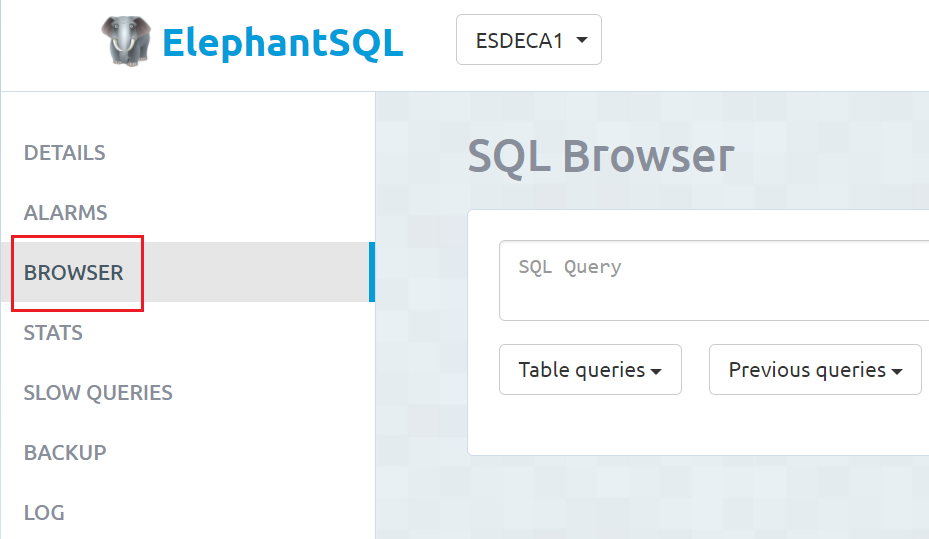 ElephantSQL
ESDECA1
DETAILS
ALARMS
BROWSER
STATS
SLOW QUERIES
BACKUP
LOG
SQL Browser
SQL Query
Table queries
Previous queries